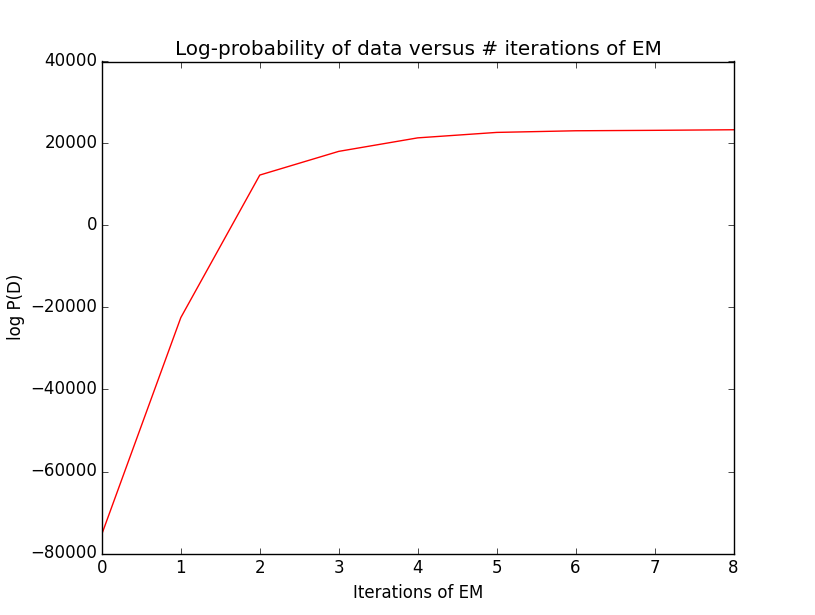 Log-probability of data versus # iterations of EM
40000
20000
0
−20000
−40000
−60000
−80000
log P(D)
0 1 2 3 4 5 6 7 8
Iterations of EM